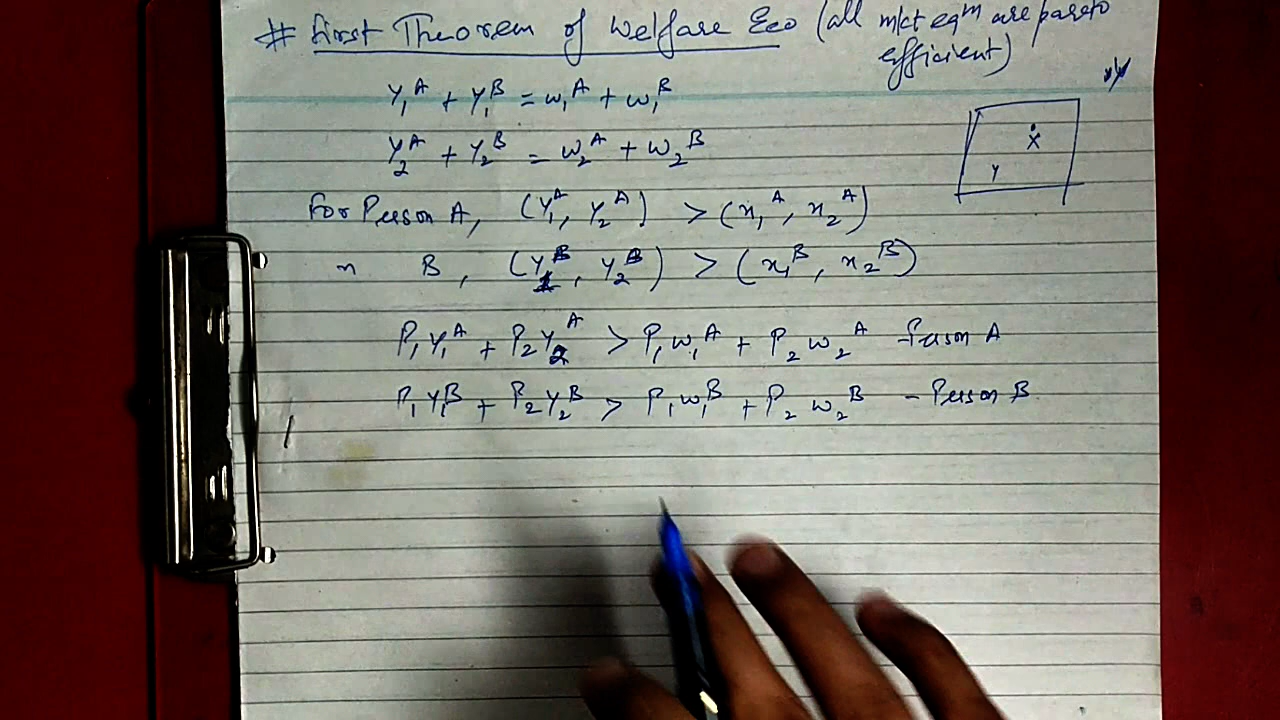 # First Theorem of Welfare Eco (all mkt eqm are pareto
efficient)
Y₁ᴬ + Y₁ᴮ = w₁ᴬ + w₁ᴮ
Y₂ᴬ + Y₂ᴮ = w₂ᴬ + w₂ᴮ
X
Y
For Person A, (Y₁ᴬ, Y₂ᴬ) > (x₁ᴬ, x₂ᴬ)
" B, (Y₁ᴮ, Y₂ᴮ) > (x₁ᴮ, x₂ᴮ)
P₁Y₁ᴬ + P₂Y₂ᴬ > P₁w₁ᴬ + P₂w₂ᴬ - Person A
P₁Y₁ᴮ + P₂Y₂ᴮ > P₁w₁ᴮ + P₂w₂ᴮ - Person B